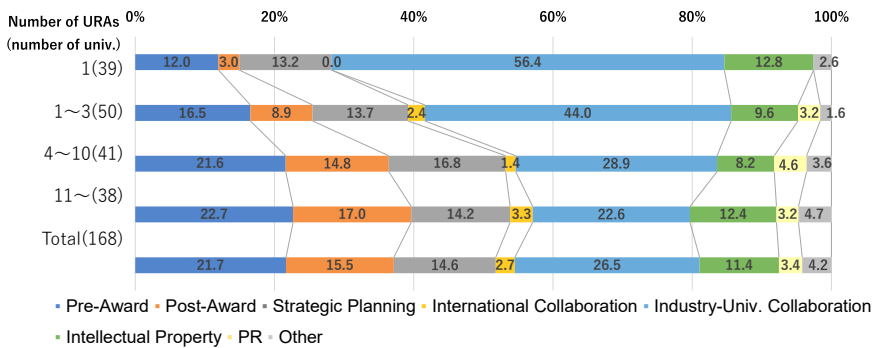 Number of URAs
(number of univ.)
0% 20% 40% 60% 80% 100%
1(39)
12.0 3.0 13.2 0.0 56.4 12.8 2.6
1～3(50)
16.5 8.9 13.7 2.4 44.0 9.6 3.2 1.6
4～10(41)
21.6 14.8 16.8 1.4 28.9 8.2 4.6 3.6
11～(38)
22.7 17.0 14.2 3.3 22.6 12.4 3.2 4.7
Total(168)
21.7 15.5 14.6 2.7 26.5 11.4 3.4 4.2
Pre-Award Post-Award Strategic Planning International Collaboration Industry-Univ. Collaboration
Intellectual Property PR Other